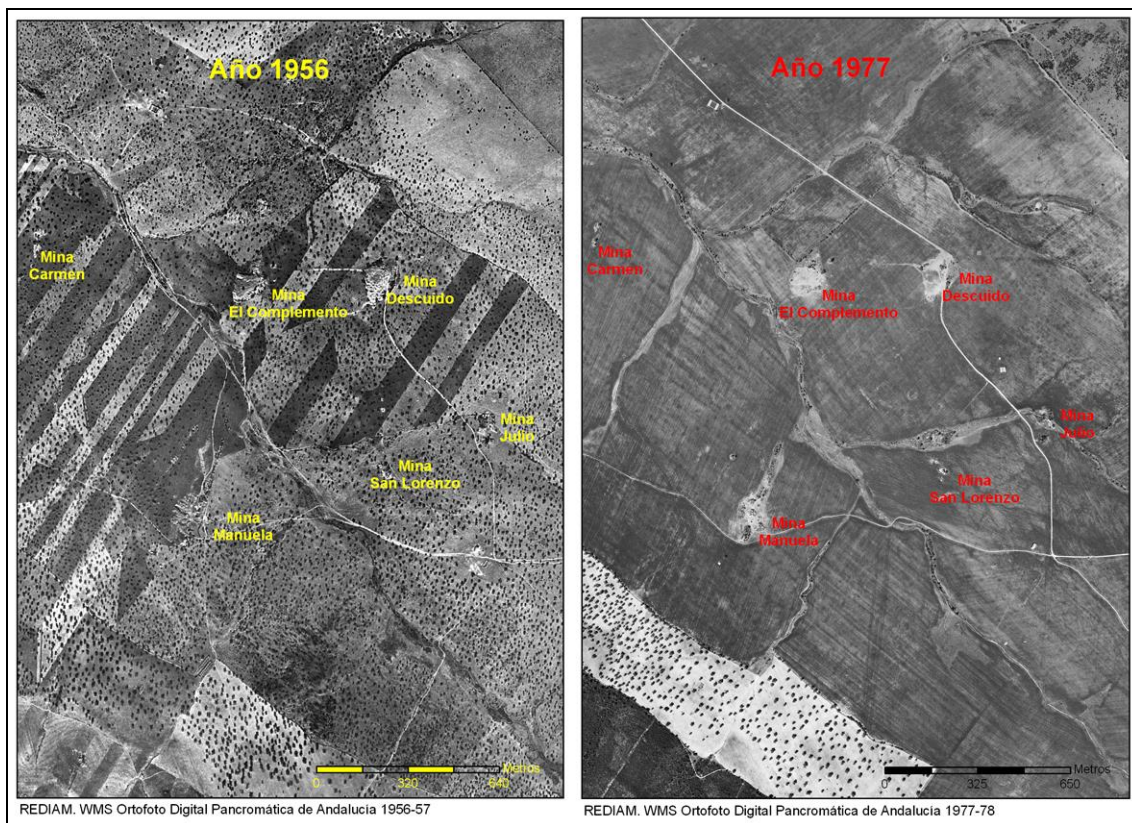 Año 1956
Mina
Carmen
Mina
El Complemento
Mina
Descuido
Mina
Julio
Mina
San Lorenzo
Mina
Manuela
Metros
0 320 640
REDIAM. WMS Ortofoto Digital Pancromática de Andalucia 1956-57
Año 1977
Mina
Carmen
Mina
El Complemento
Mina
Descuido
Mina
Julio
Mina
San Lorenzo
Mina
Manuela
Metros
0 325 650
REDIAM. WMS Ortofoto Digital Pancromática de Andalucia 1977-78